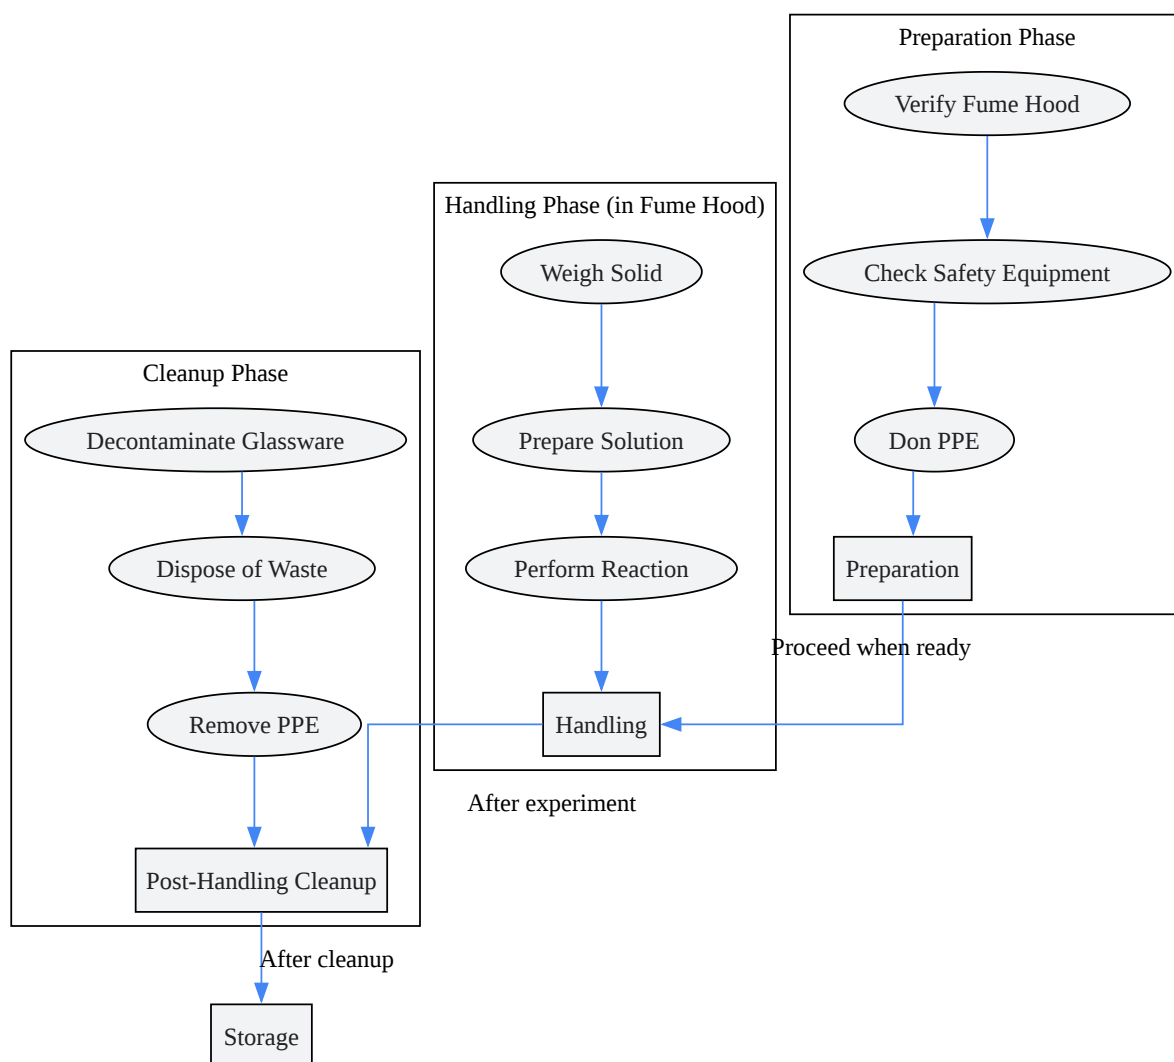 Preparation Phase
Verify Fume Hood
Check Safety Equipment
Don PPE
Preparation
Proceed when ready
Handling Phase (in Fume Hood)
Weigh Solid
Prepare Solution
Perform Reaction
Handling
After experiment
Cleanup Phase
Decontaminate Glassware
Dispose of Waste
Remove PPE
Post-Handling Cleanup
After cleanup
Storage